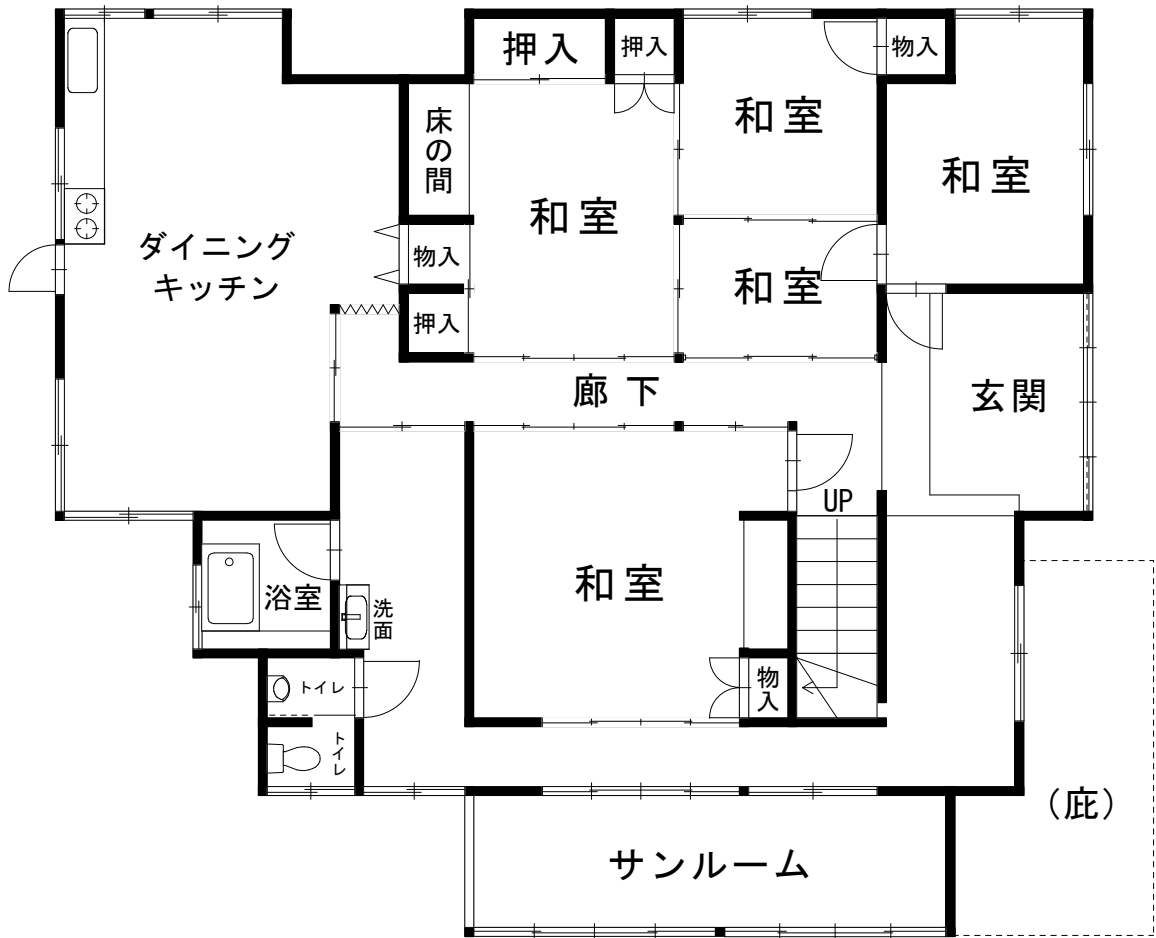 押入
押入
物入
床の間
和室
和室
和室
ダイニング
キッチン
物入
和室
押入
廊下
玄関
UP
浴室
洗面
和室
トイレ
物入
トイレ
(庇)
サンルーム